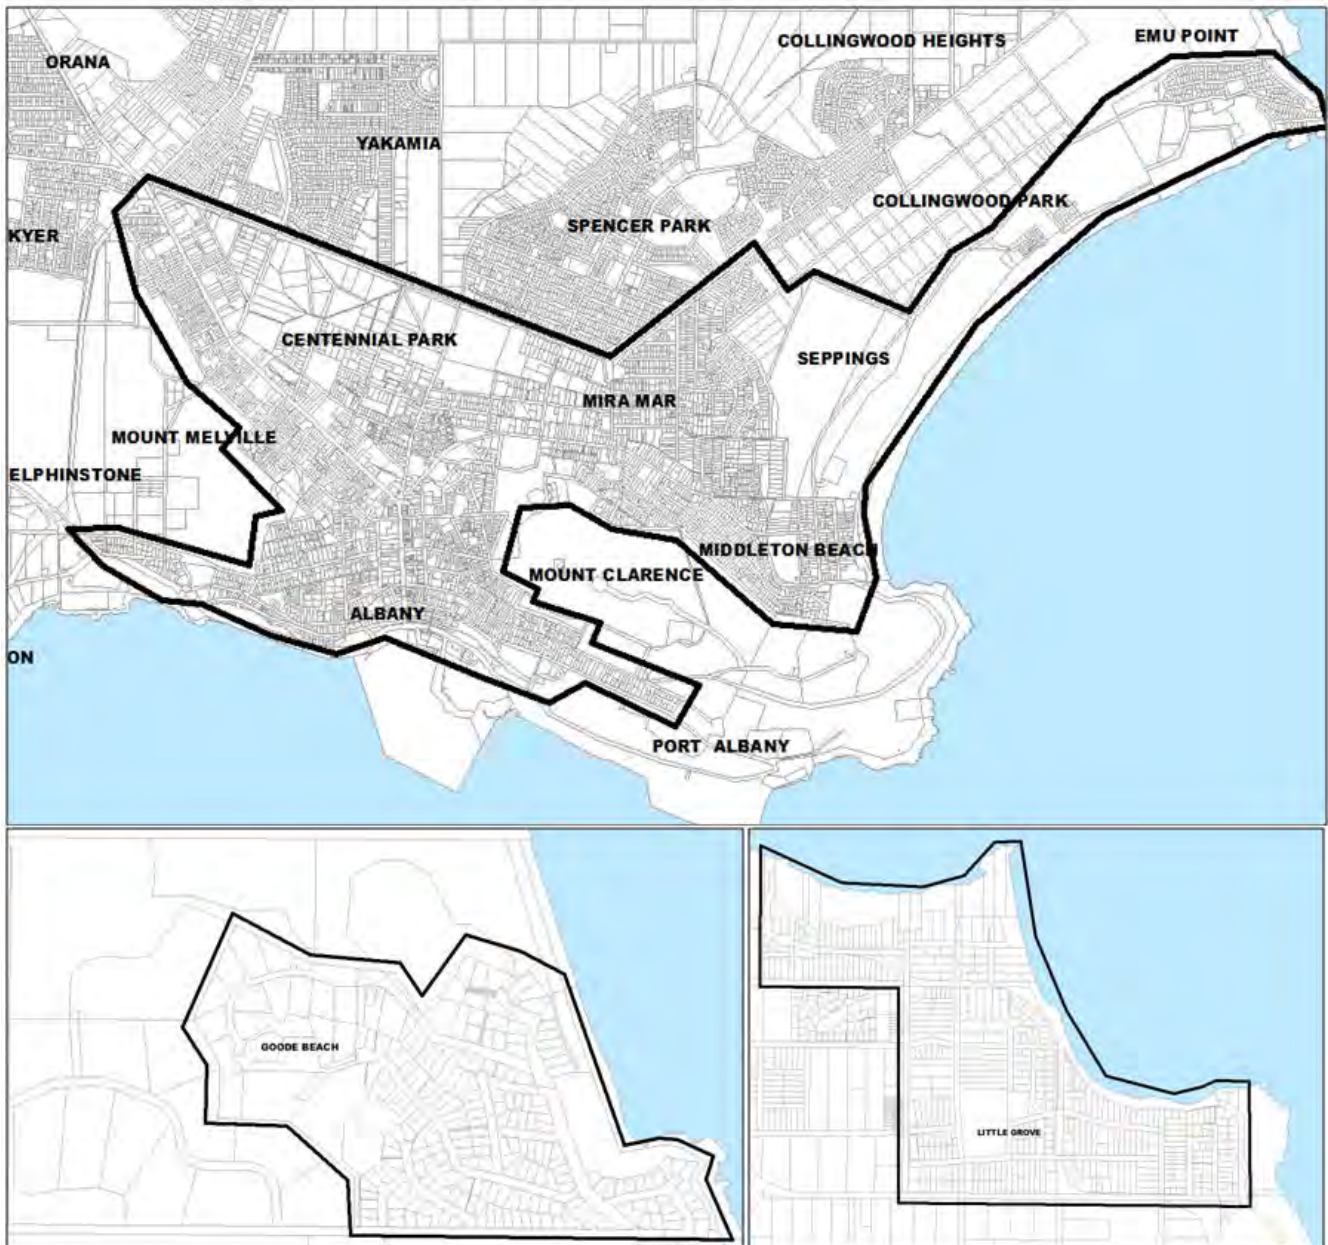 EMU POINT
COLLINGWOOD HEIGHTS
ORANA
YAKAMIA
COLLINGWOOD PARK
SPENCER PARK
KYER
CENTENNIAL PARK
SEPPINGS
MIRA MAR
MOUNT MELVILLE
ELPHINSTONE
MIDDLETON BEACH
MOUNT CLARENCE
ALBANY
ON
PORT ALBANY
GOODE BEACH
LITTLE GROVE